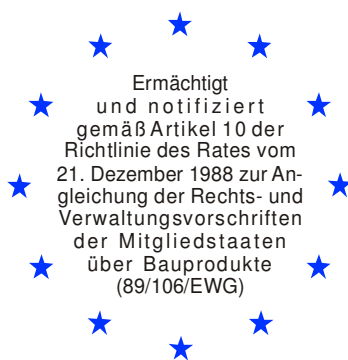 Ermächtigt
und notifiziert
gemäß Artikel 10 der
Richtlinie des Rates vom
21. Dezember 1988 zur An-
gleichung der Rechts- und
Verwaltungsvorschriften
der Mitgliedstaaten
über Bauprodukte
(89/106/EWG)